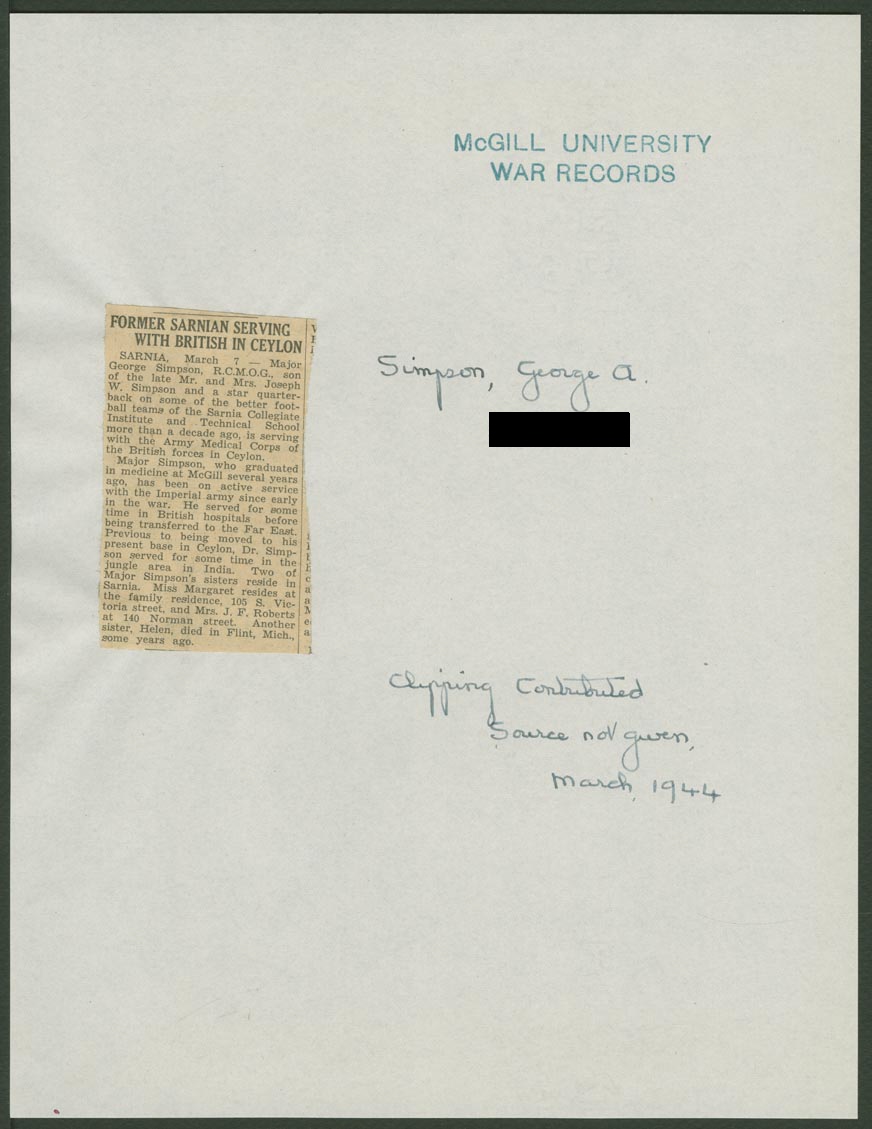 McGILL UNIVERSITY
WAR RECORDS
FORMER SARNIAN SERVING
WITH BRITISH IN CEYLON
SARNIA, March 7 — Major
George Simpson, R.C.M.O.G., son
of the late Mr. and Mrs. Joseph
W. Simpson and a star quarter-
back on some of the better foot-
ball teams of the Sarnia Collegiate
Institute and Technical School
more than a decade ago, is serving
with the Army Medical Corps of
the British forces in Ceylon.
Major Simpson, who graduated
in medicine at McGill several years
ago, has been on active service
with the Imperial army since early
in the war. He served for some
time in British hospitals before
being transferred to the Far East.
Previous to being moved to his
present base in Ceylon, Dr. Simp-
son served for some time in the
jungle area in India. Two of
Major Simpson's sisters reside in
Sarnia. Miss Margaret resides at
the family residence, 105 S. Vic-
toria street, and Mrs. J. F. Roberts
at 140 Norman street. Another
sister, Helen, died in Flint, Mich.,
some years ago.
Simpson, George A.
Clipping Contributed
Source not given,
March, 1944